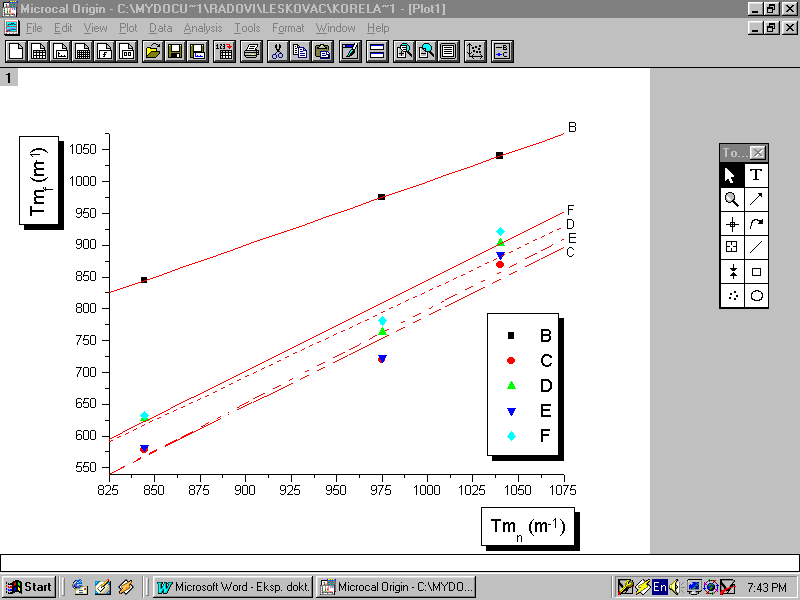 Microcal Origin - C:\MYDOCU~1\RADOVI\LESKOVAC\KORELA~1 - [Plot1]
File Edit View Plot Data Analysis Tools Format Window Help
1
To...
T
Tm_f (m^-1)
1050
1000
950
900
850
800
750
700
650
600
550
825 850 875 900 925 950 975 1000 1025 1050 1075
B
F
D
E
C
B
C
D
E
F
Tm_n (m^-1)
Start
Microsoft Word - Eksp. dokt.
Microcal Origin - C:\MYDO...
En
7:43 PM